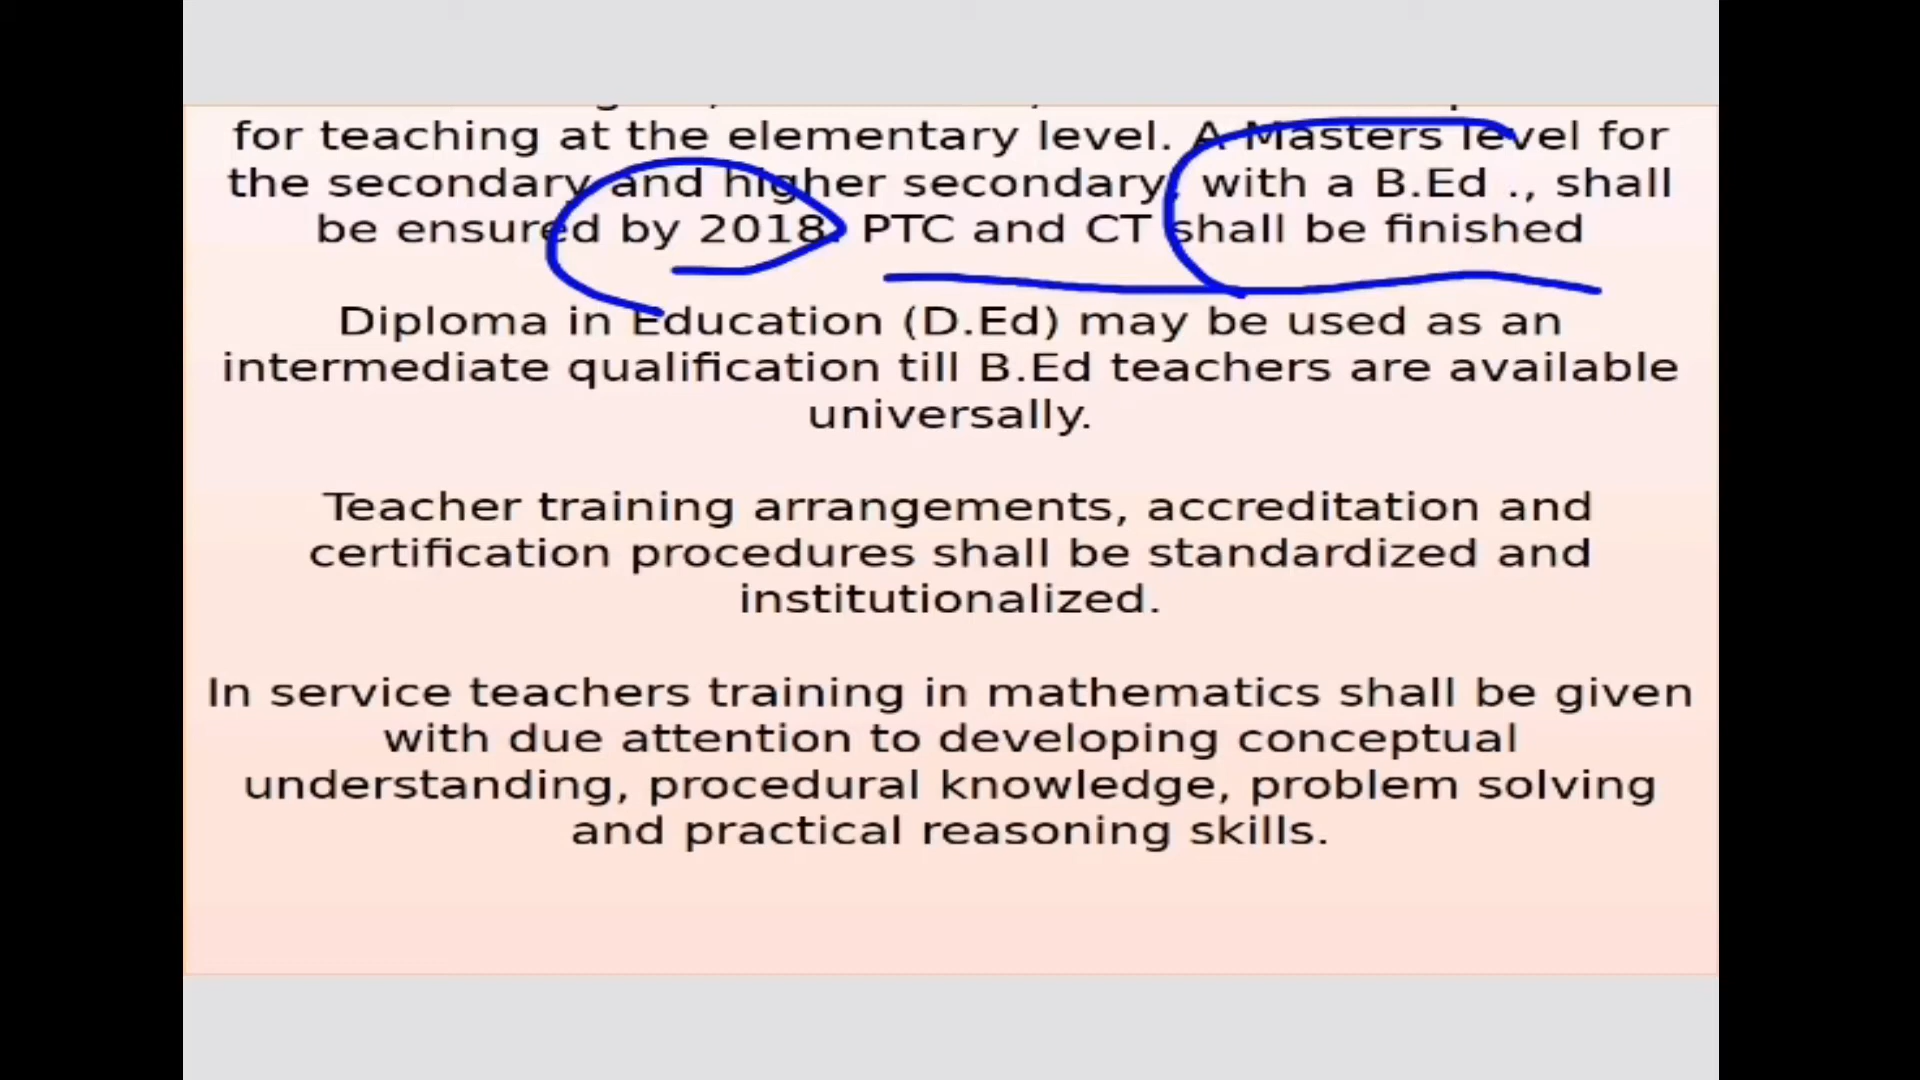 for teaching at the elementary level. A Masters level for
the secondary and higher secondary, with a B.Ed ., shall
be ensured by 2018. PTC and CT shall be finished
Diploma in Education (D.Ed) may be used as an
intermediate qualification till B.Ed teachers are available
universally.
Teacher training arrangements, accreditation and
certification procedures shall be standardized and
institutionalized.
In service teachers training in mathematics shall be given
with due attention to developing conceptual
understanding, procedural knowledge, problem solving
and practical reasoning skills.